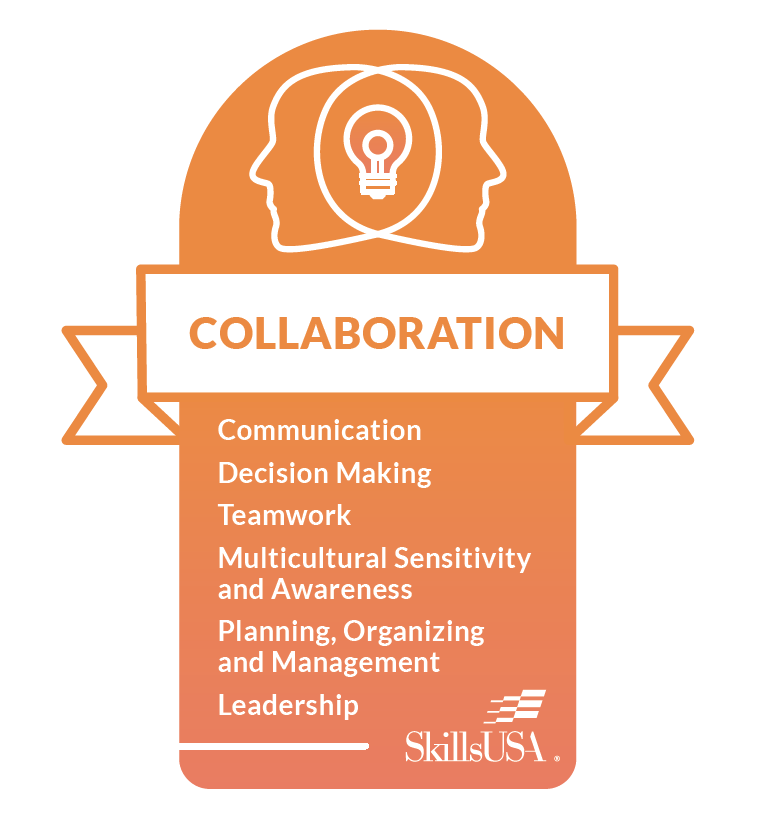 COLLABORATION
Communication
Decision Making
Teamwork
Multicultural Sensitivity
and Awareness
Planning, Organizing
and Management
Leadership
SkillsUSA®